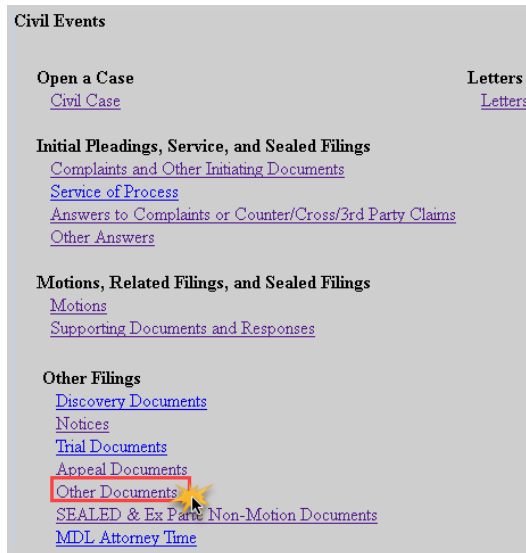 Civil Events
Open a Case
Civil Case
Letters
Letters
Initial Pleadings, Service, and Sealed Filings
Complaints and Other Initiating Documents
Service of Process
Answers to Complaints or Counter/Cross/3rd Party Claims
Other Answers
Motions, Related Filings, and Sealed Filings
Motions
Supporting Documents and Responses
Other Filings
Discovery Documents
Notices
Trial Documents
Appeal Documents
Other Documents
SEALED & Ex Parte Non-Motion Documents
MDL Attorney Time